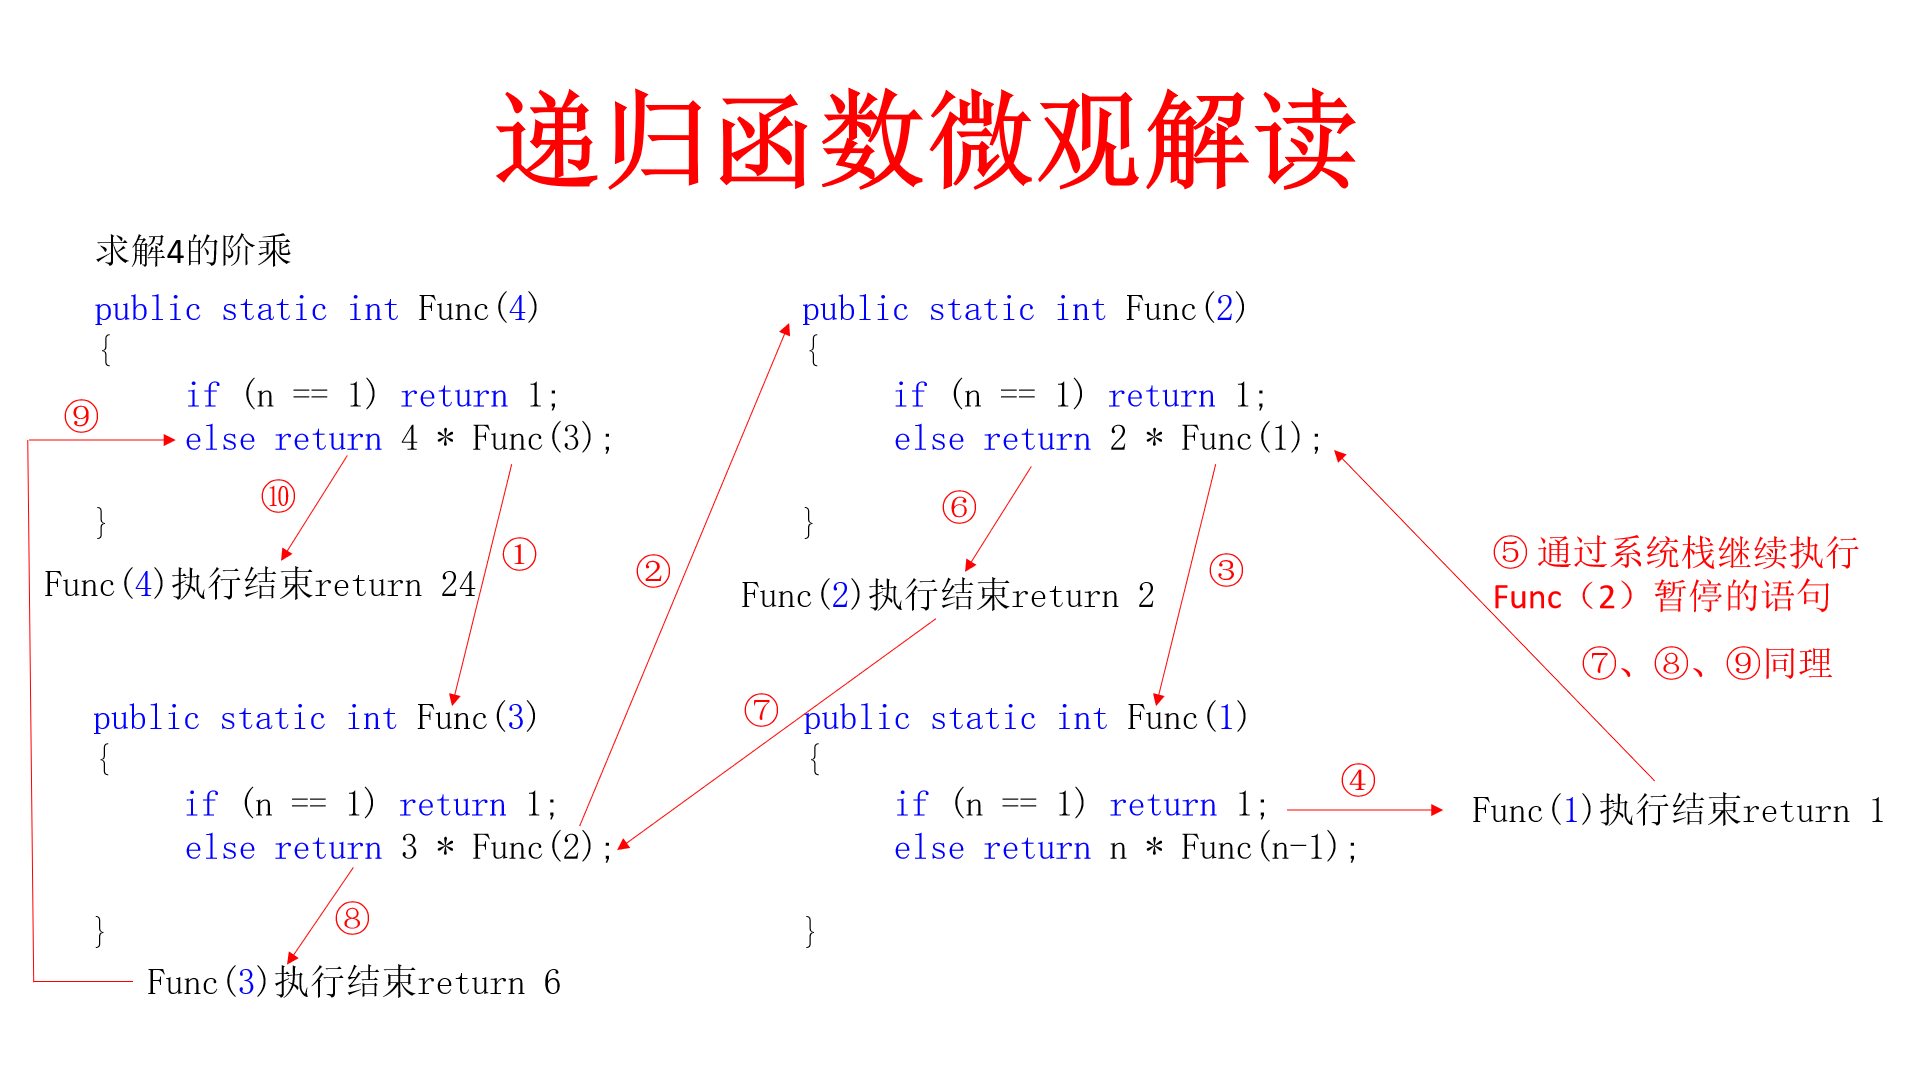 递归函数微观解读
求解4的阶乘
public static int Func(4)
{
if (n == 1) return 1;
⑨
else return 4 * Func(3);
⑩
}
①
Func(4)执行结束return 24
②
public static int Func(3)
{
if (n == 1) return 1;
else return 3 * Func(2);
⑧
}
Func(3)执行结束return 6
public static int Func(2)
{
if (n == 1) return 1;
else return 2 * Func(1);
⑥
}
③
Func(2)执行结束return 2
⑦
public static int Func(1)
{
if (n == 1) return 1;
else return n * Func(n-1);
}
④
⑤通过系统栈继续执行
Func（2）暂停的语句
⑦、⑧、⑨同理
Func(1)执行结束return 1